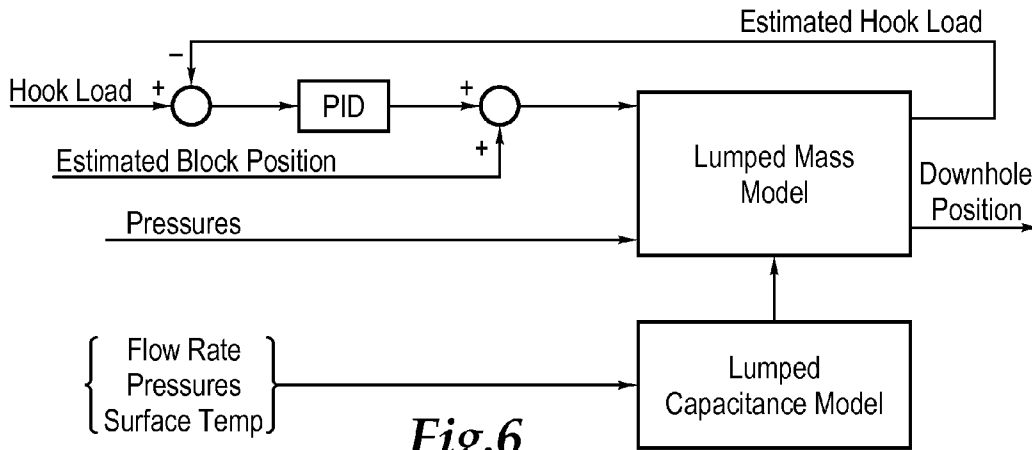 Estimated Hook Load
−
Hook Load
+
PID
+
+
Estimated Block Position
Pressures
Lumped Mass
Model
Downhole
Position
Flow Rate
Pressures
Surface Temp
Lumped
Capacitance Model
Fig.6